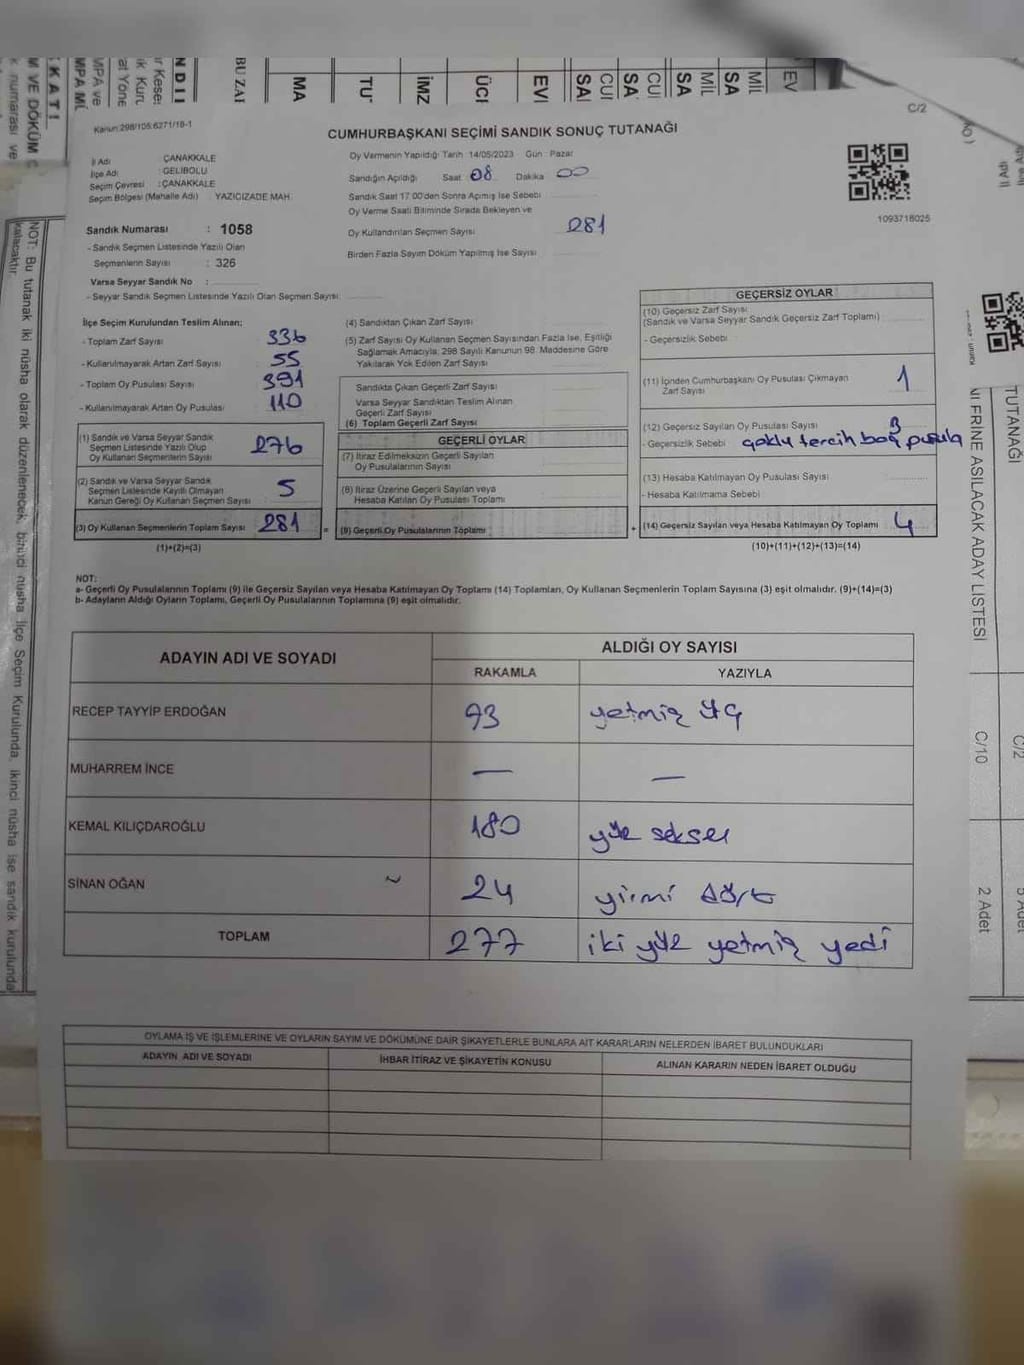 C/2
Kanun:298/105;6271/18-1
CUMHURBAŞKANI SEÇİMİ SANDIK SONUÇ TUTANAĞI
İl Adı : ÇANAKKALE
İlçe Adı : GELİBOLU
Seçim Çevresi : ÇANAKKALE
Seçim Bölgesi (Mahalle Adı) : YAZICIZADE MAH.
Oy Vermenin Yapıldığı Tarih 14/05/2023 Gün : Pazar
Sandığın Açıldığı Saat 08 Dakika 00
Sandık Saat 17:00'den Sonra Açılmış İse Sebebi
Oy Verme Saati Bitiminde Sırada Bekleyen ve
Oy Kullandırılan Seçmen Sayısı 281
Birden Fazla Sayım Döküm Yapılmış İse Sayısı
1093718025
Sandık Numarası : 1058
- Sandık Seçmen Listesinde Yazılı Olan
Seçmenlerin Sayısı : 326
Varsa Seyyar Sandık No :
- Seyyar Sandık Seçmen Listesinde Yazılı Olan Seçmen Sayısı:
İlçe Seçim Kurulundan Teslim Alınan;
- Toplam Zarf Sayısı 336
- Kullanılmayarak Artan Zarf Sayısı 55
- Toplam Oy Pusulası Sayısı 391
- Kullanılmayarak Artan Oy Pusulası 110
(1) Sandık ve Varsa Seyyar Sandık
Seçmen Listesinde Yazılı Olup
Oy Kullanan Seçmenlerin Sayısı 276
(2) Sandık ve Varsa Seyyar Sandık
Seçmen Listesinde Kayıtlı Olmayan
Kanun Gereği Oy Kullanan Seçmen Sayısı 5
(3) Oy Kullanan Seçmenlerin Toplam Sayısı 281
(1)+(2)=(3)
(4) Sandıktan Çıkan Zarf Sayısı
(5) Zarf Sayısı Oy Kullanan Seçmen Sayısından Fazla İse, Eşitliği
Sağlamak Amacıyla, 298 Sayılı Kanunun 98. Maddesine Göre
Yakılarak Yok Edilen Zarf Sayısı
Sandıkta Çıkan Geçerli Zarf Sayısı
Varsa Seyyar Sandıktan Teslim Alınan
Geçerli Zarf Sayısı
(6) Toplam Geçerli Zarf Sayısı
GEÇERLİ OYLAR
(7) İtiraz Edilmeksizin Geçerli Sayılan
Oy Pusulalarının Sayısı
(8) İtiraz Üzerine Geçerli Sayılan veya
Hesaba Katılan Oy Pusulası Toplamı
= (9) Geçerli Oy Pusulalarının Toplamı
GEÇERSİZ OYLAR
(10) Geçersiz Zarf Sayısı
(Sandık ve Varsa Seyyar Sandık Geçersiz Zarf Toplamı)
- Geçersizlik Sebebi
(11) İçinden Cumhurbaşkanı Oy Pusulası Çıkmayan
Zarf Sayısı 1
(12) Geçersiz Sayılan Oy Pusulası Sayısı 3
- Geçersizlik Sebebi çoklu tercih boş pusula
(13) Hesaba Katılmayan Oy Pusulası Sayısı
- Hesaba Katılmama Sebebi
+ (14) Geçersiz Sayılan veya Hesaba Katılmayan Oy Toplamı 4
(10)+(11)+(12)+(13)=(14)
NOT:
a- Geçerli Oy Pusulalarının Toplamı (9) ile Geçersiz Sayılan veya Hesaba Katılmayan Oy Toplamı (14) Toplamları, Oy Kullanan Seçmenlerin Toplam Sayısına (3) eşit olmalıdır. (9)+(14)=(3)
b- Adayların Aldığı Oyların Toplamı, Geçerli Oy Pusulalarının Toplamına (9) eşit olmalıdır.
ADAYIN ADI VE SOYADI
ALDIĞI OY SAYISI
RAKAMLA YAZIYLA
RECEP TAYYİP ERDOĞAN 73 yetmiş üç
MUHARREM İNCE — —
KEMAL KILIÇDAROĞLU 180 yüz seksen
SİNAN OĞAN 24 yirmi dört
TOPLAM 277 iki yüz yetmiş yedi
OYLAMA İŞ VE İŞLEMLERİNE VE OYLARIN SAYIM VE DÖKÜMÜNE DAİR ŞİKAYETLERLE BUNLARA AİT KARARLARIN NELERDEN İBARET BULUNDUKLARI
ADAYIN ADI VE SOYADI
İHBAR İTİRAZ VE ŞİKAYETİN KONUSU
ALINAN KARARIN NEDEN İBARET OLDUĞU
NOT: Bu tutanak iki nüsha olarak düzenlenecek, birinci nüsha İlçe Seçim Kurulunda, ikinci nüsha ise sandık kurulunda
kalacaktır.
TUTANAĞI
ASILACAK ADAY LİSTESİ
C/10
C/2
2 Adet